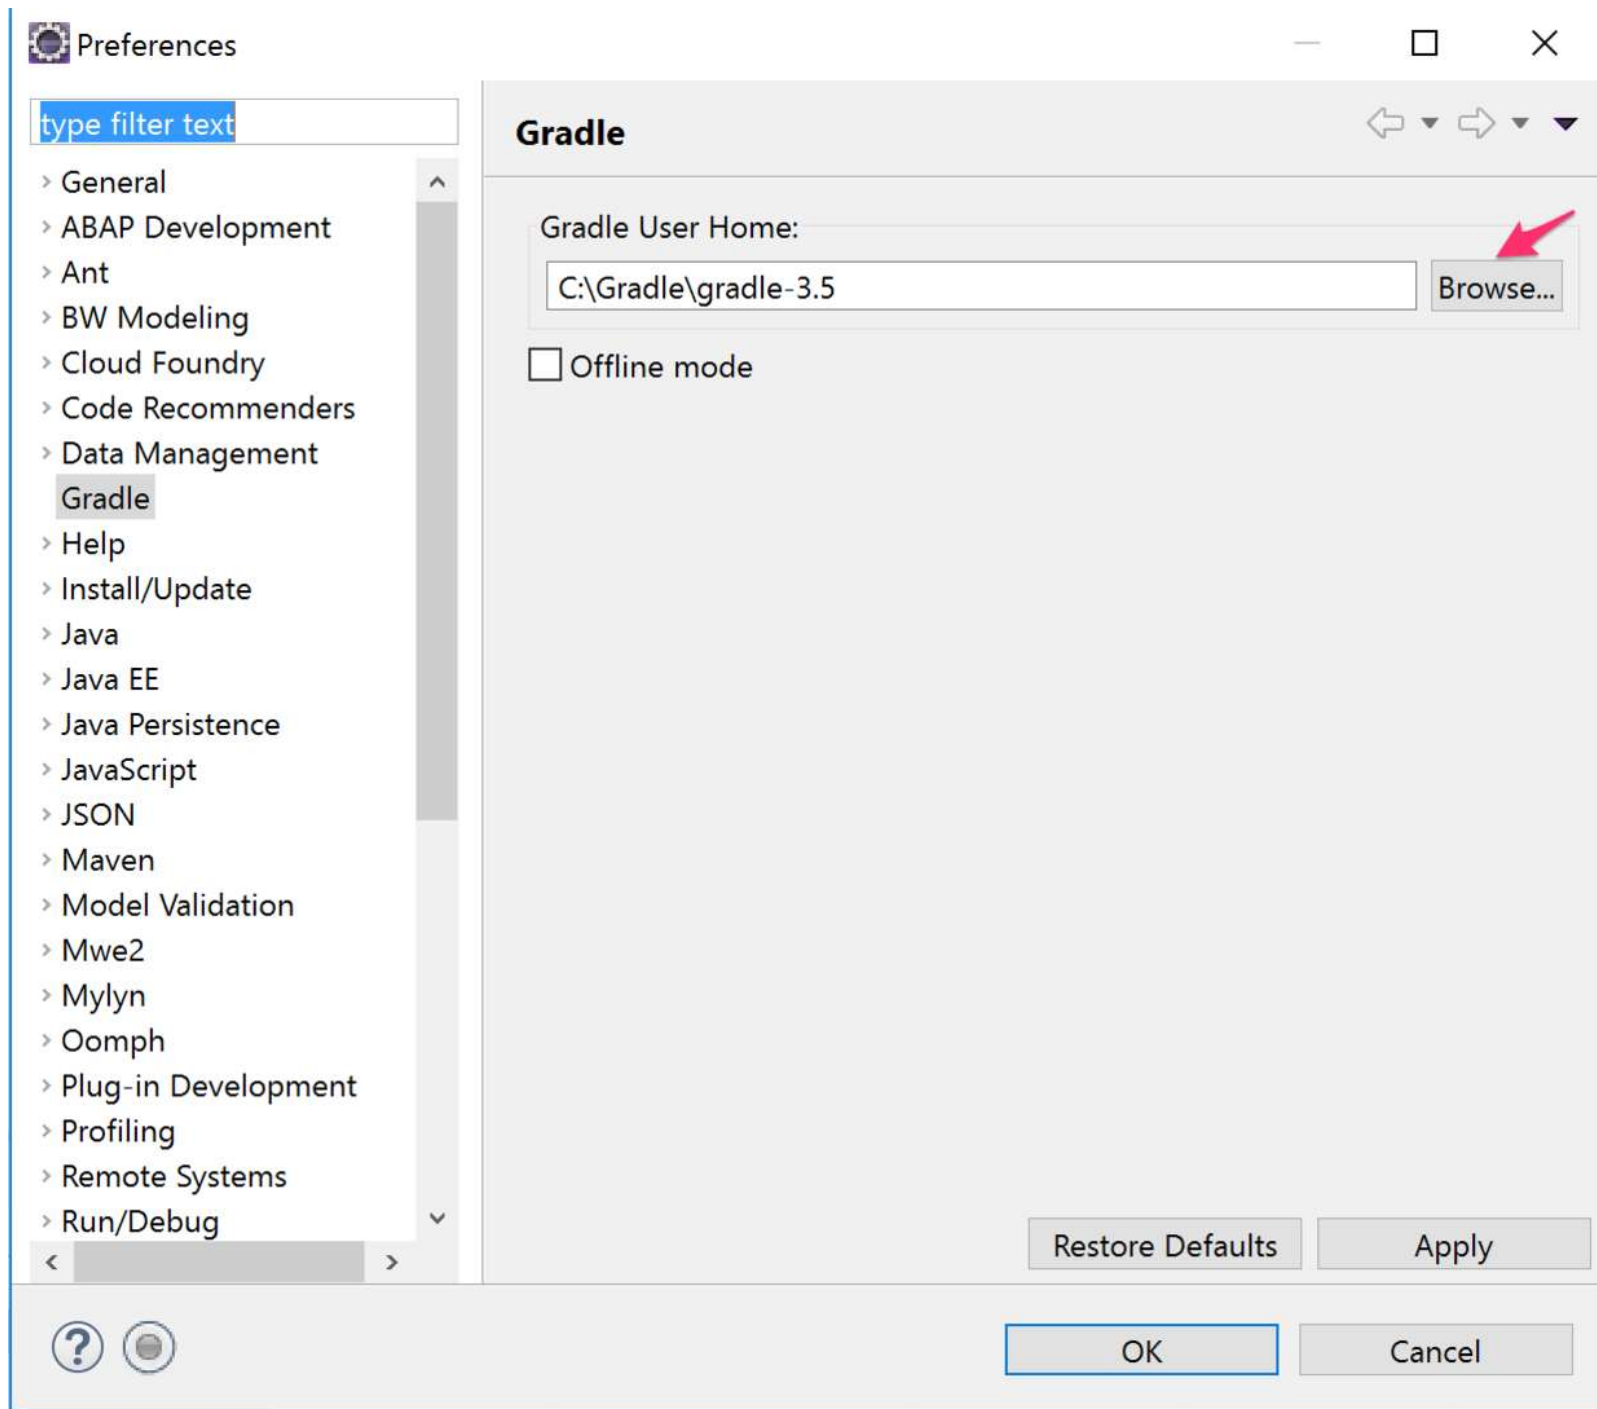 Preferences
type filter text
General
ABAP Development
Ant
BW Modeling
Cloud Foundry
Code Recommenders
Data Management
Gradle
Help
Install/Update
Java
Java EE
Java Persistence
JavaScript
JSON
Maven
Model Validation
Mwe2
Mylyn
Oomph
Plug-in Development
Profiling
Remote Systems
Run/Debug
Gradle
Gradle User Home:
C:\Gradle\gradle-3.5
Browse...
Offline mode
Restore Defaults
Apply
OK
Cancel